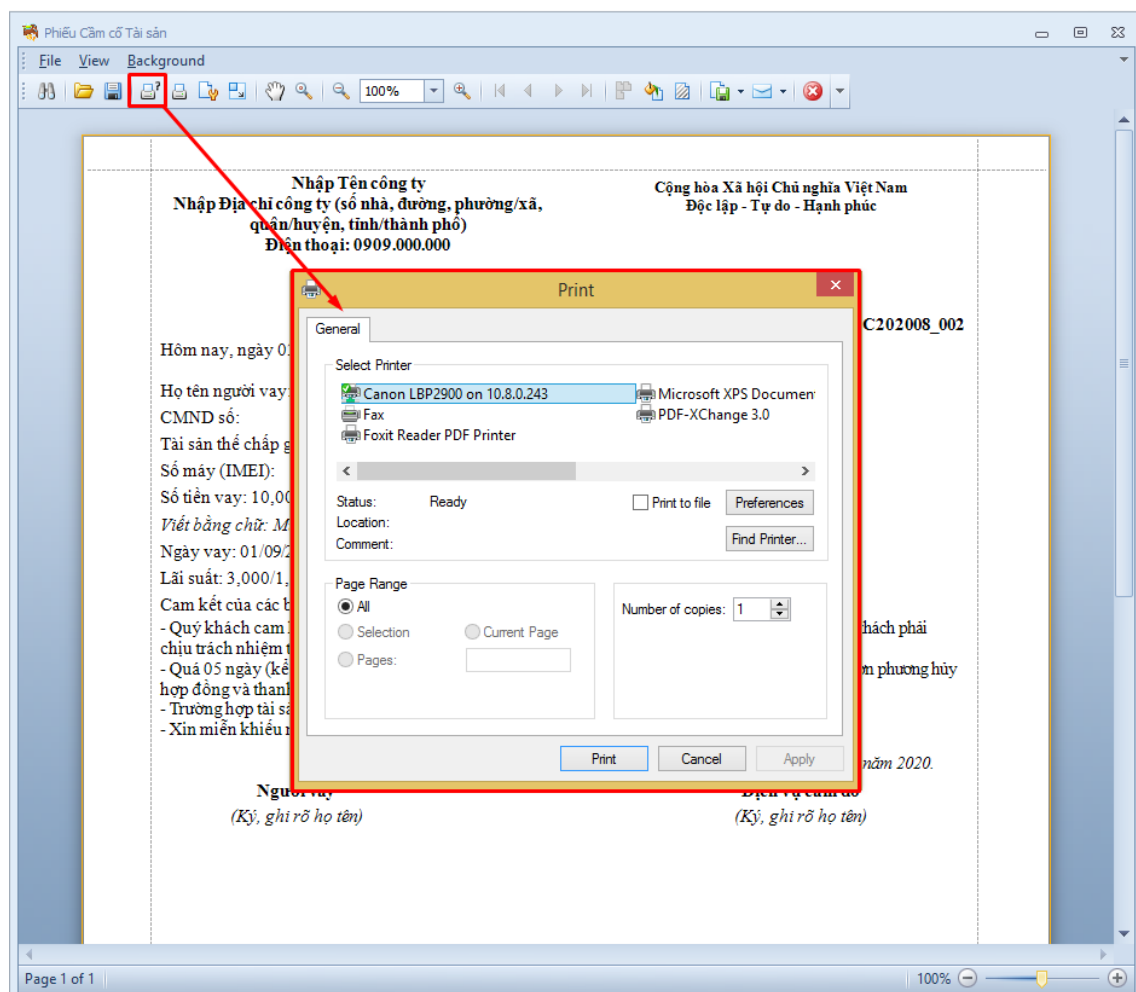 Phiếu Cầm cố Tài sản
File View Background
100%
Nhập Tên công ty
Nhập Địa chỉ công ty (số nhà, đường, phường/xã,
quận/huyện, tỉnh/thành phố)
Điện thoại: 0909.000.000
Cộng hòa Xã hội Chủ nghĩa Việt Nam
Độc lập - Tự do - Hạnh phúc
C202008_002
Hôm nay, ngày 0
Họ tên người vay
CMND số:
Tài sản thế chấp g
Số máy (IMEI):
Số tiền vay: 10,00
Viết bằng chữ: M
Ngày vay: 01/09/2
Lãi suất: 3,000/1,
Cam kết của các b
- Quý khách cam
chịu trách nhiệm t
- Quá 05 ngày (kể
hợp đồng và thanh
- Trường hợp tài sả
- Xin miễn khiếu n
khách phải
phương hủy
năm 2020.
Người vay
(Ký, ghi rõ họ tên)
Dịch vụ cầm đồ
(Ký, ghi rõ họ tên)
Print
General
Select Printer
Canon LBP2900 on 10.8.0.243
Fax
Foxit Reader PDF Printer
Microsoft XPS Documen
PDF-XChange 3.0
Status: Ready
Location:
Comment:
Print to file
Preferences
Find Printer...
Page Range
All
Selection
Current Page
Pages:
Number of copies: 1
Print Cancel Apply
Page 1 of 1
100%